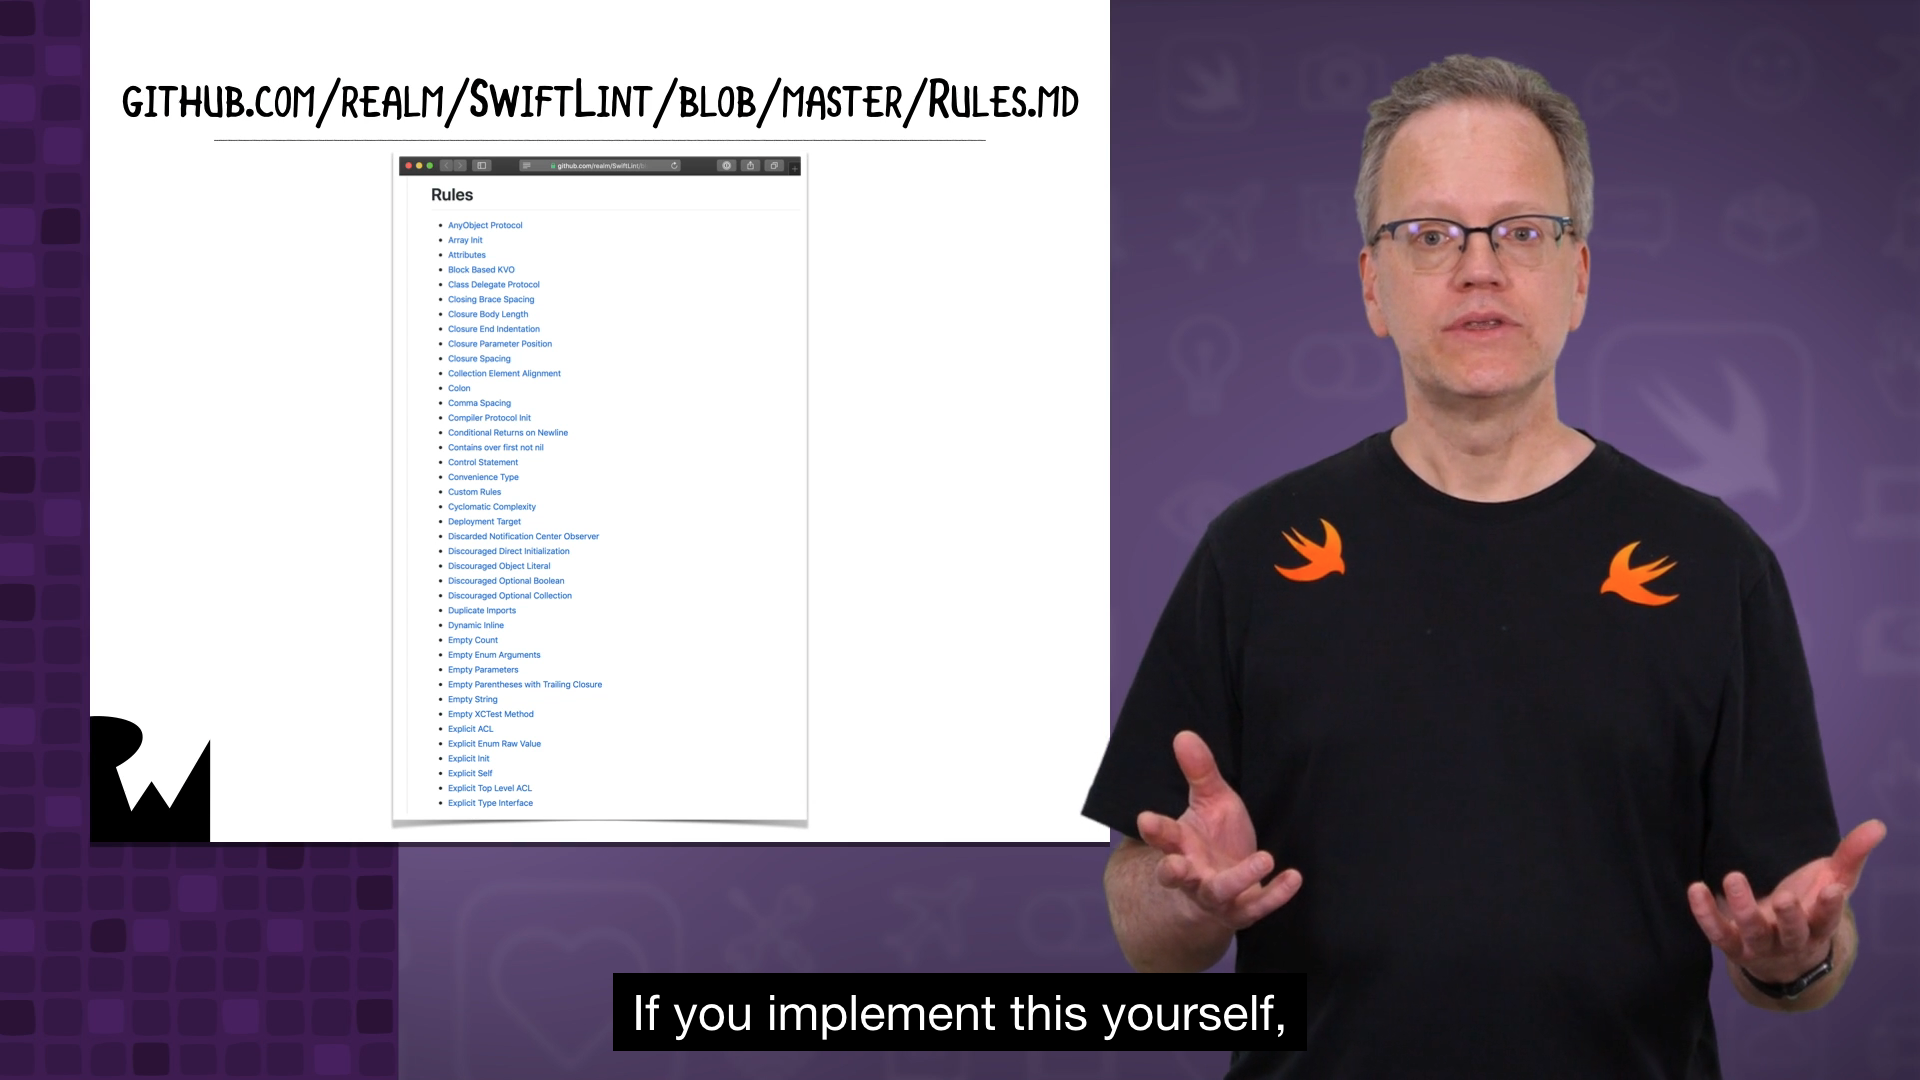 GITHUB.COM/REALM/SWIFTLINT/BLOB/MASTER/RULES.MD
github.com/realm/SwiftLint/b
Rules
• AnyObject Protocol
• Array Init
• Attributes
• Block Based KVO
• Class Delegate Protocol
• Closing Brace Spacing
• Closure Body Length
• Closure End Indentation
• Closure Parameter Position
• Closure Spacing
• Collection Element Alignment
• Colon
• Comma Spacing
• Compiler Protocol Init
• Conditional Returns on Newline
• Contains over first not nil
• Control Statement
• Convenience Type
• Custom Rules
• Cyclomatic Complexity
• Deployment Target
• Discarded Notification Center Observer
• Discouraged Direct Initialization
• Discouraged Object Literal
• Discouraged Optional Boolean
• Discouraged Optional Collection
• Duplicate Imports
• Dynamic Inline
• Empty Count
• Empty Enum Arguments
• Empty Parameters
• Empty Parentheses with Trailing Closure
• Empty String
• Empty XCTest Method
• Explicit ACL
• Explicit Enum Raw Value
• Explicit Init
• Explicit Self
• Explicit Top Level ACL
• Explicit Type Interface
RW
If you implement this yourself,